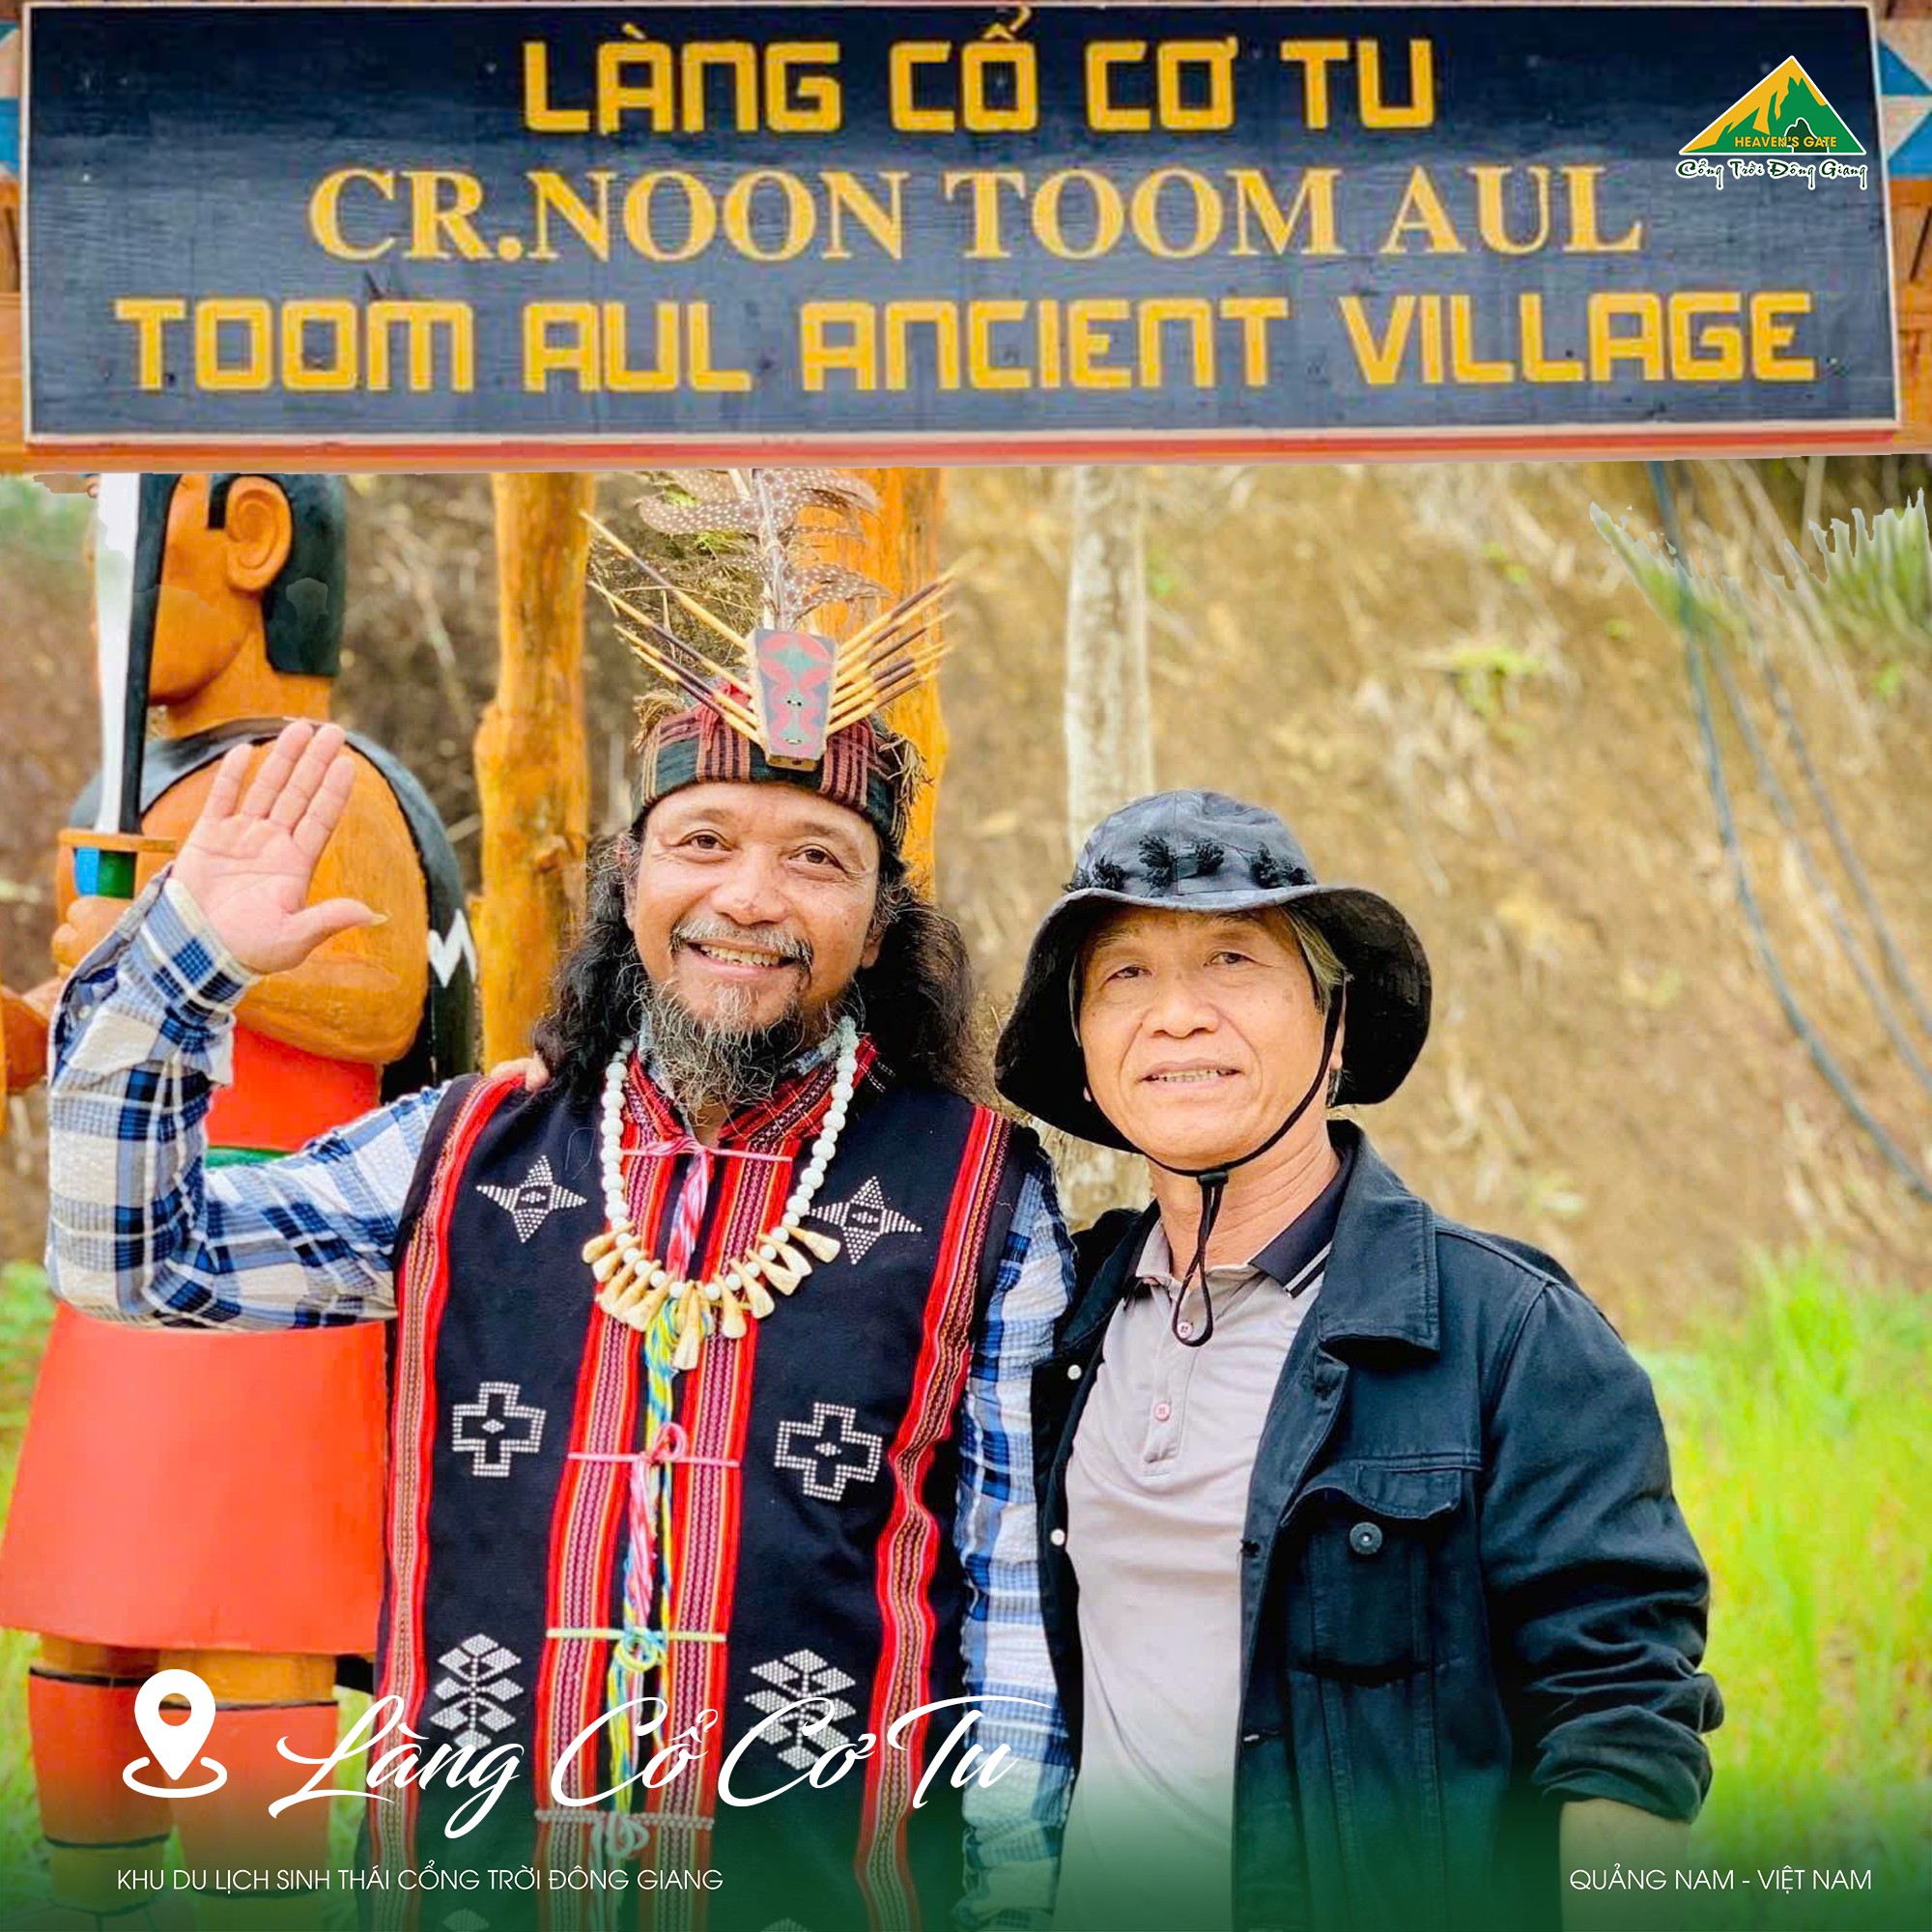 LÀNG CỔ CƠ TU
HEAVEN'S GATE
Cổng Trời Đông Giang
CR.NOON TOOM AUL
TOOM AUL ANCIENT VILLAGE
Làng Cổ Cơ Tu
KHU DU LỊCH SINH THÁI CỔNG TRỜI ĐÔNG GIANG
QUẢNG NAM - VIỆT NAM